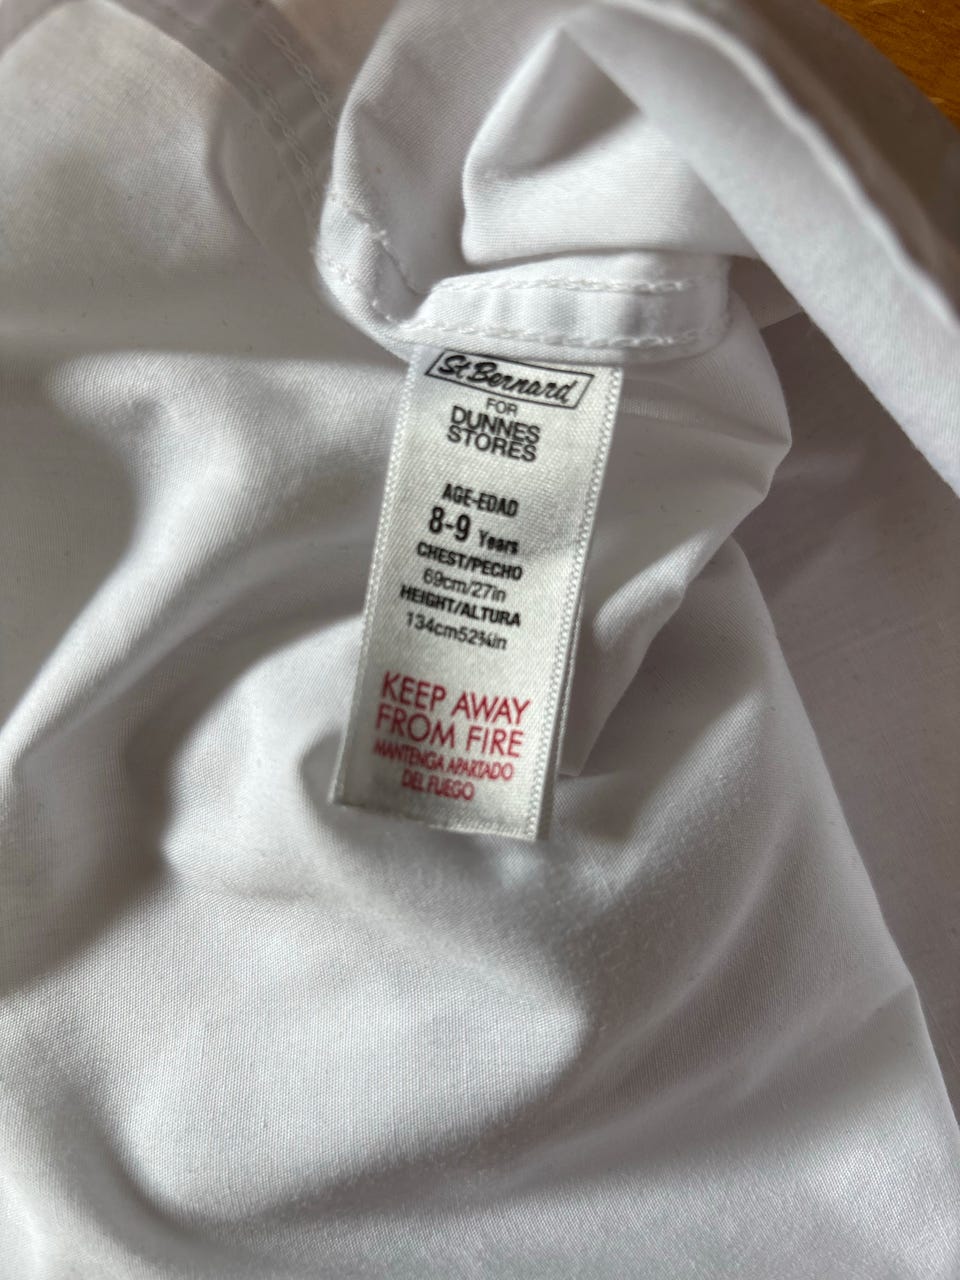 St Bernard
FOR
DUNNES
STORES
AGE-EDAD
8-9 Years
CHEST/PECHO
69cm/27in
HEIGHT/ALTURA
134cm52¾in
KEEP AWAY
FROM FIRE
MANTENGA APARTADO
DEL FUEGO